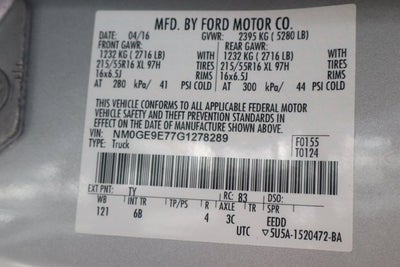 MFD. BY FORD MOTOR CO.
DATE: 04/16 GVWR: 2395 KG (5280 LB)
FRONT GAWR: REAR GAWR:
1232 KG (2716 LB) WITH 1232 KG (2716 LB) WITH
215/55R16 XL 97H TIRES 215/55R16 XL 97H TIRES
16x6.5J RIMS 16x6.5J RIMS
AT 280 kPa/ 41 PSI COLD AT 300 kPa/ 44 PSI COLD
THIS VEHICLE CONFORMS TO ALL APPLICABLE FEDERAL MOTOR
VEHICLE SAFETY AND THEFT PREVENTION STANDARDS IN EFFECT
ON THE DATE OF MANUFACTURE SHOWN ABOVE.
VIN: NM0GE9E77G1278289 F0155
TYPE: Truck T0124
EXT PNT: TY RC: 83 DSO:
WB INT TR TP/PS R AXLE TR SPR EEDD
121 6B 4 3C
UTC 5U5A-1520472-BA